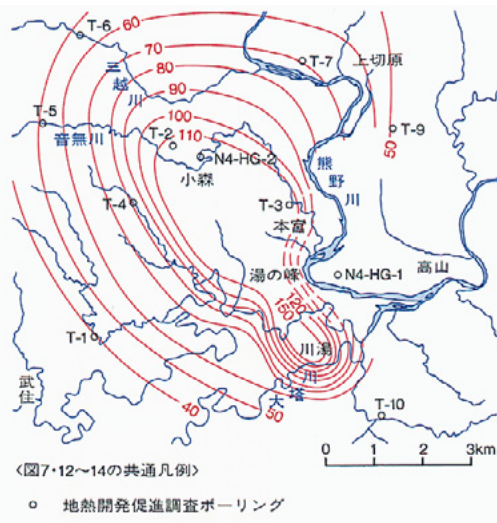 60
T-6
70
三越川
T-7
上切原
80
90
T-5
100
音無川
T-2
110
T-9
50
N4-HG-2
小森
熊野川
T-4
T-3
本宮
湯の峰
N4-HG-1
高山
120
150
T-1
川湯
武住
大塔川
40
50
T-10
〈図7・12〜14の共通凡例〉
0 1 2 3km
地熱開発促進調査ボーリング